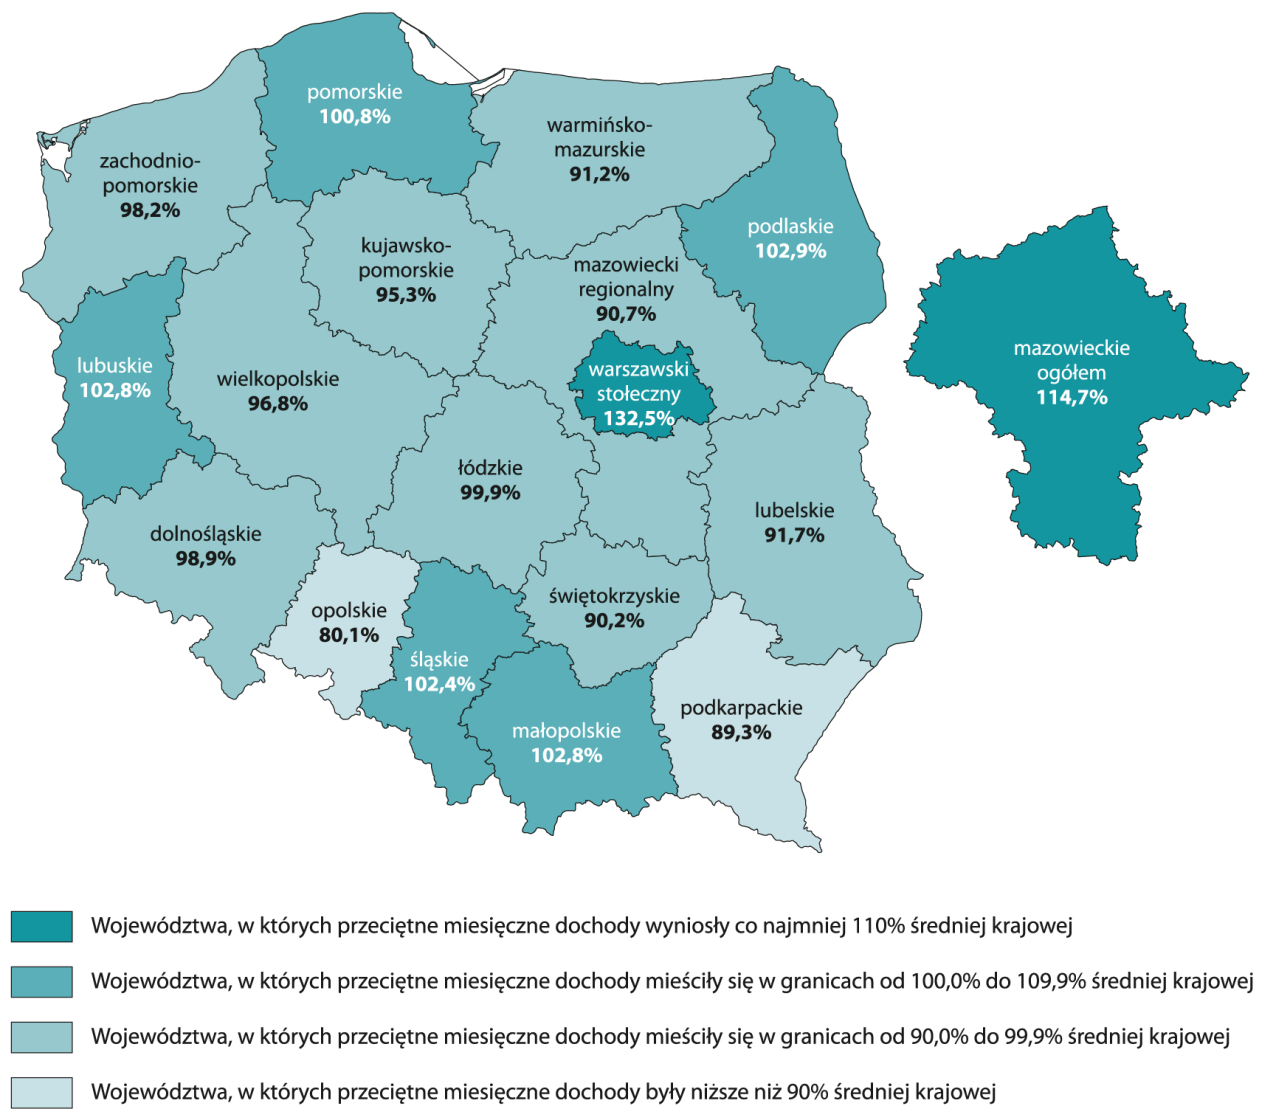 pomorskie
100,8%
warmińsko-
mazurskie
91,2%
zachodnio-
pomorskie
98,2%
podlaskie
102,9%
kujawsko-
pomorskie
95,3%
mazowiecki
regionalny
90,7%
lubuskie
102,8%
wielkopolskie
96,8%
warszawski
stołeczny
132,5%
mazowieckie
ogółem
114,7%
łódzkie
99,9%
lubelskie
91,7%
dolnośląskie
98,9%
opolskie
80,1%
świętokrzyskie
90,2%
śląskie
102,4%
małopolskie
102,8%
podkarpackie
89,3%
Województwa, w których przeciętne miesięczne dochody wyniosły co najmniej 110% średniej krajowej
Województwa, w których przeciętne miesięczne dochody mieściły się w granicach od 100,0% do 109,9% średniej krajowej
Województwa, w których przeciętne miesięczne dochody mieściły się w granicach od 90,0% do 99,9% średniej krajowej
Województwa, w których przeciętne miesięczne dochody były niższe niż 90% średniej krajowej